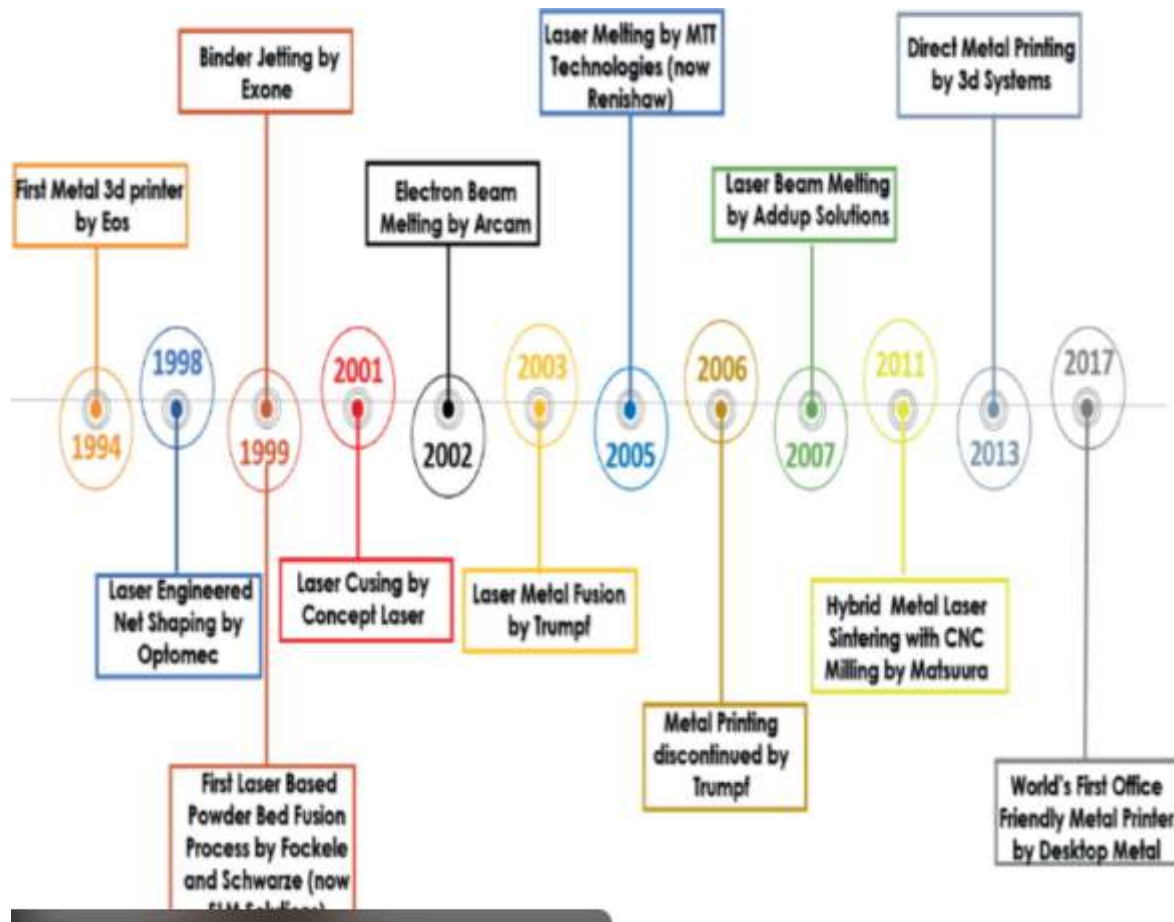 Binder Jetting by
Exone
Laser Melting by MTT
Technologies (now
Renishaw)
Direct Metal Printing
by 3d Systems
First Metal 3d printer
by Eos
Electron Beam
Melting by Arcam
Laser Beam Melting
by Addup Solutions
1994
1998
1999
2001
2002
2003
2005
2006
2007
2011
2013
2017
Laser Engineered
Net Shaping by
Optomec
Laser Cusing by
Concept Laser
Laser Metal Fusion
by Trumpf
Hybrid Metal Laser
Sintering with CNC
Milling by Matsuura
Metal Printing
discontinued by
Trumpf
First Laser Based
Powder Bed Fusion
Process by Fockele
and Schwarze (now
World's First Office
Friendly Metal Printer
by Desktop Metal